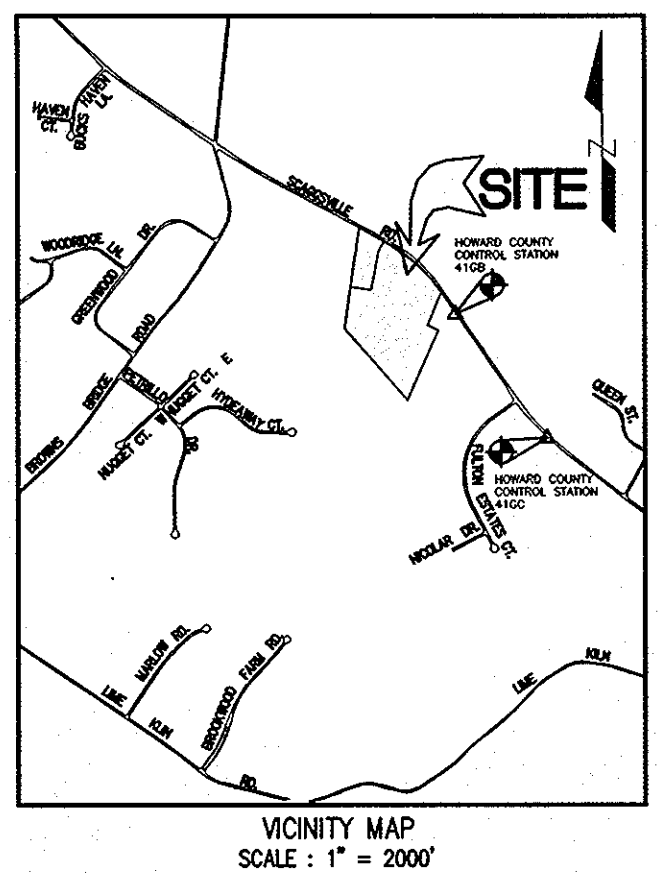 HAVEN
CT.
BUCKS HAVEN
LA.
SCAGGSVILLE RD.
SITE
N
HOWARD COUNTY
CONTROL STATION
41GB
WOODRIDGE LN.
GREENWOOD DR.
BROWNS BRIDGE ROAD
PETRILLO DR.
NUGGET CT. W
NUGGET CT. E.
HYDEAWAY CT.
QUEEN ST.
FULTON ESTATES CT.
HOWARD COUNTY
CONTROL STATION
41GC
NICOLAR DR.
MARLOW RD.
BROOKWOOD FARM RD.
LIME KILN RD.
LIME KILN
VICINITY MAP
SCALE : 1" = 2000'